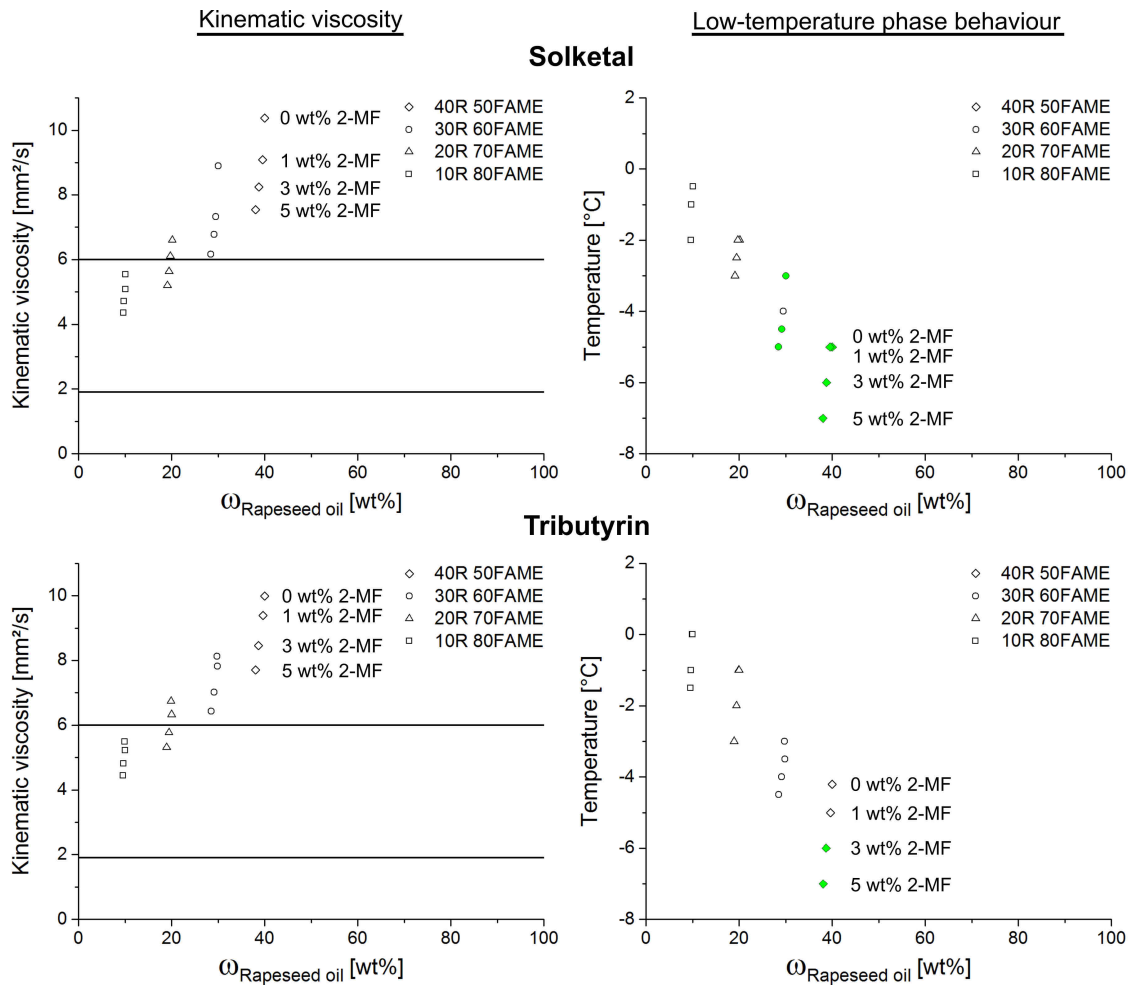 Kinematic viscosity
Low-temperature phase behaviour
Solketal
Kinematic viscosity [mm²/s]
10
8
6
4
2
0
0 wt% 2-MF
1 wt% 2-MF
3 wt% 2-MF
5 wt% 2-MF
40R 50FAME
30R 60FAME
20R 70FAME
10R 80FAME
0 20 40 60 80 100
ωRapeseed oil [wt%]
Temperature [°C]
2
0
-2
-4
-6
-8
40R 50FAME
30R 60FAME
20R 70FAME
10R 80FAME
0 wt% 2-MF
1 wt% 2-MF
3 wt% 2-MF
5 wt% 2-MF
0 20 40 60 80 100
ωRapeseed oil [wt%]
Tributyrin
Kinematic viscosity [mm²/s]
10
8
6
4
2
0
0 wt% 2-MF
1 wt% 2-MF
3 wt% 2-MF
5 wt% 2-MF
40R 50FAME
30R 60FAME
20R 70FAME
10R 80FAME
0 20 40 60 80 100
ωRapeseed oil [wt%]
Temperature [°C]
2
0
-2
-4
-6
-8
40R 50FAME
30R 60FAME
20R 70FAME
10R 80FAME
0 wt% 2-MF
1 wt% 2-MF
3 wt% 2-MF
5 wt% 2-MF
0 20 40 60 80 100
ωRapeseed oil [wt%]